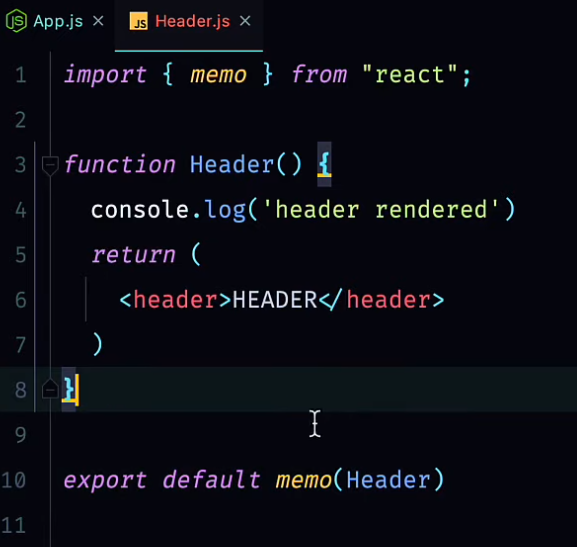 App.js × JS Header.js ×
1 import { memo } from "react";
2
3 function Header() {
4 console.log('header rendered')
5 return (
6 <header>HEADER</header>
7 )
8 }
9
10 export default memo(Header)
11